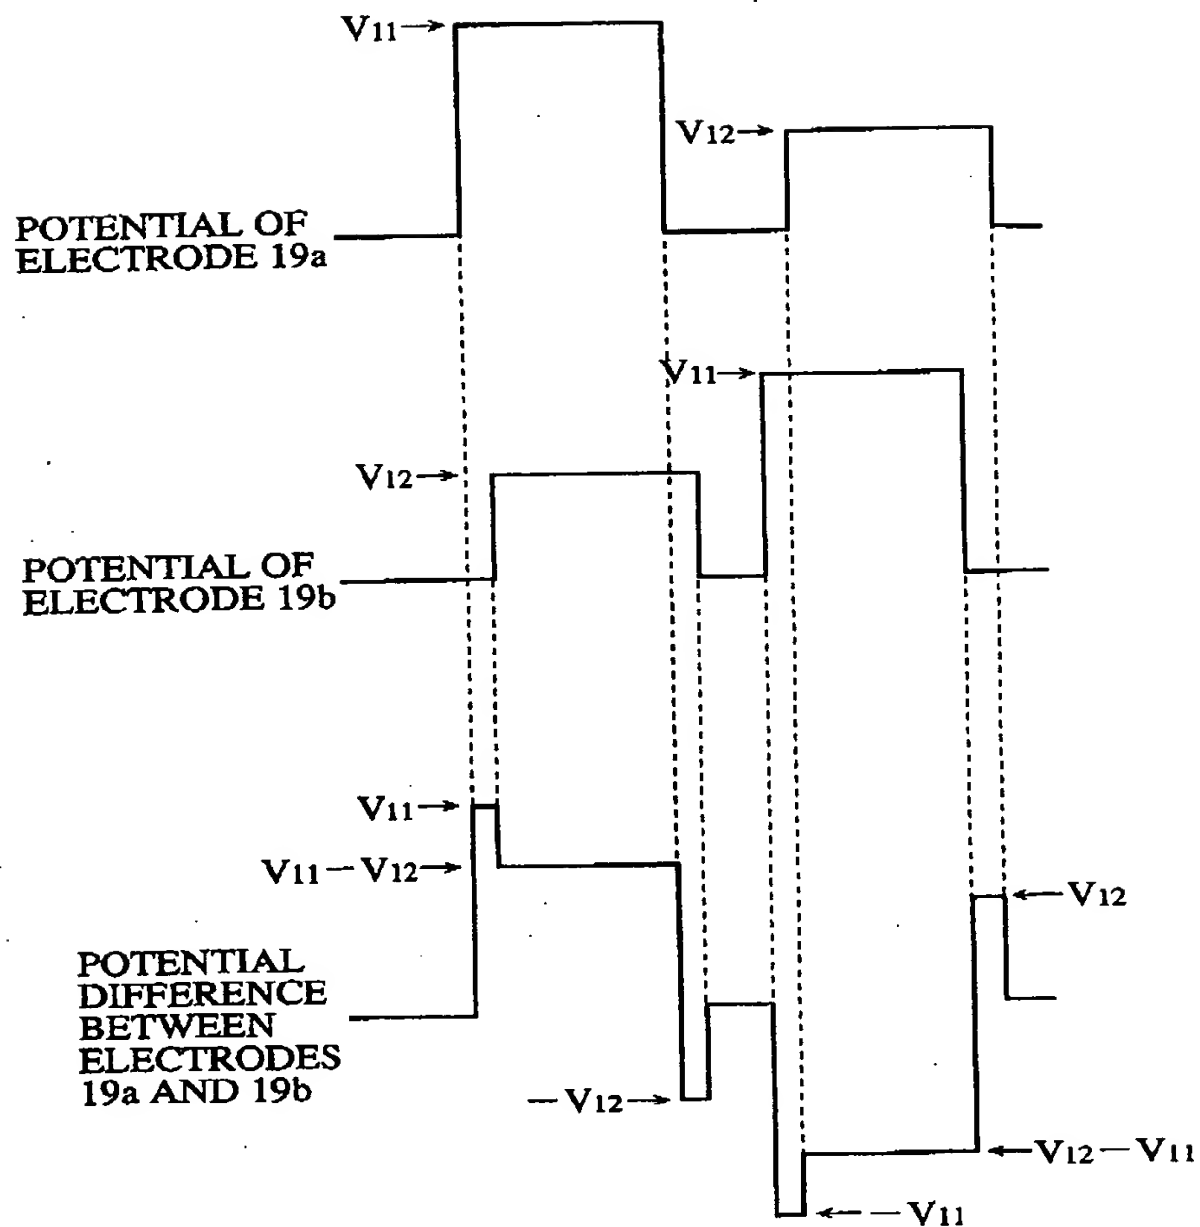 V11→
V12→
POTENTIAL OF
ELECTRODE 19a
V11→
V12→
POTENTIAL OF
ELECTRODE 19b
V11→
V11－V12→
←V12
POTENTIAL
DIFFERENCE
BETWEEN
ELECTRODES
19a AND 19b
－V12→
←V12－V11
←－V11